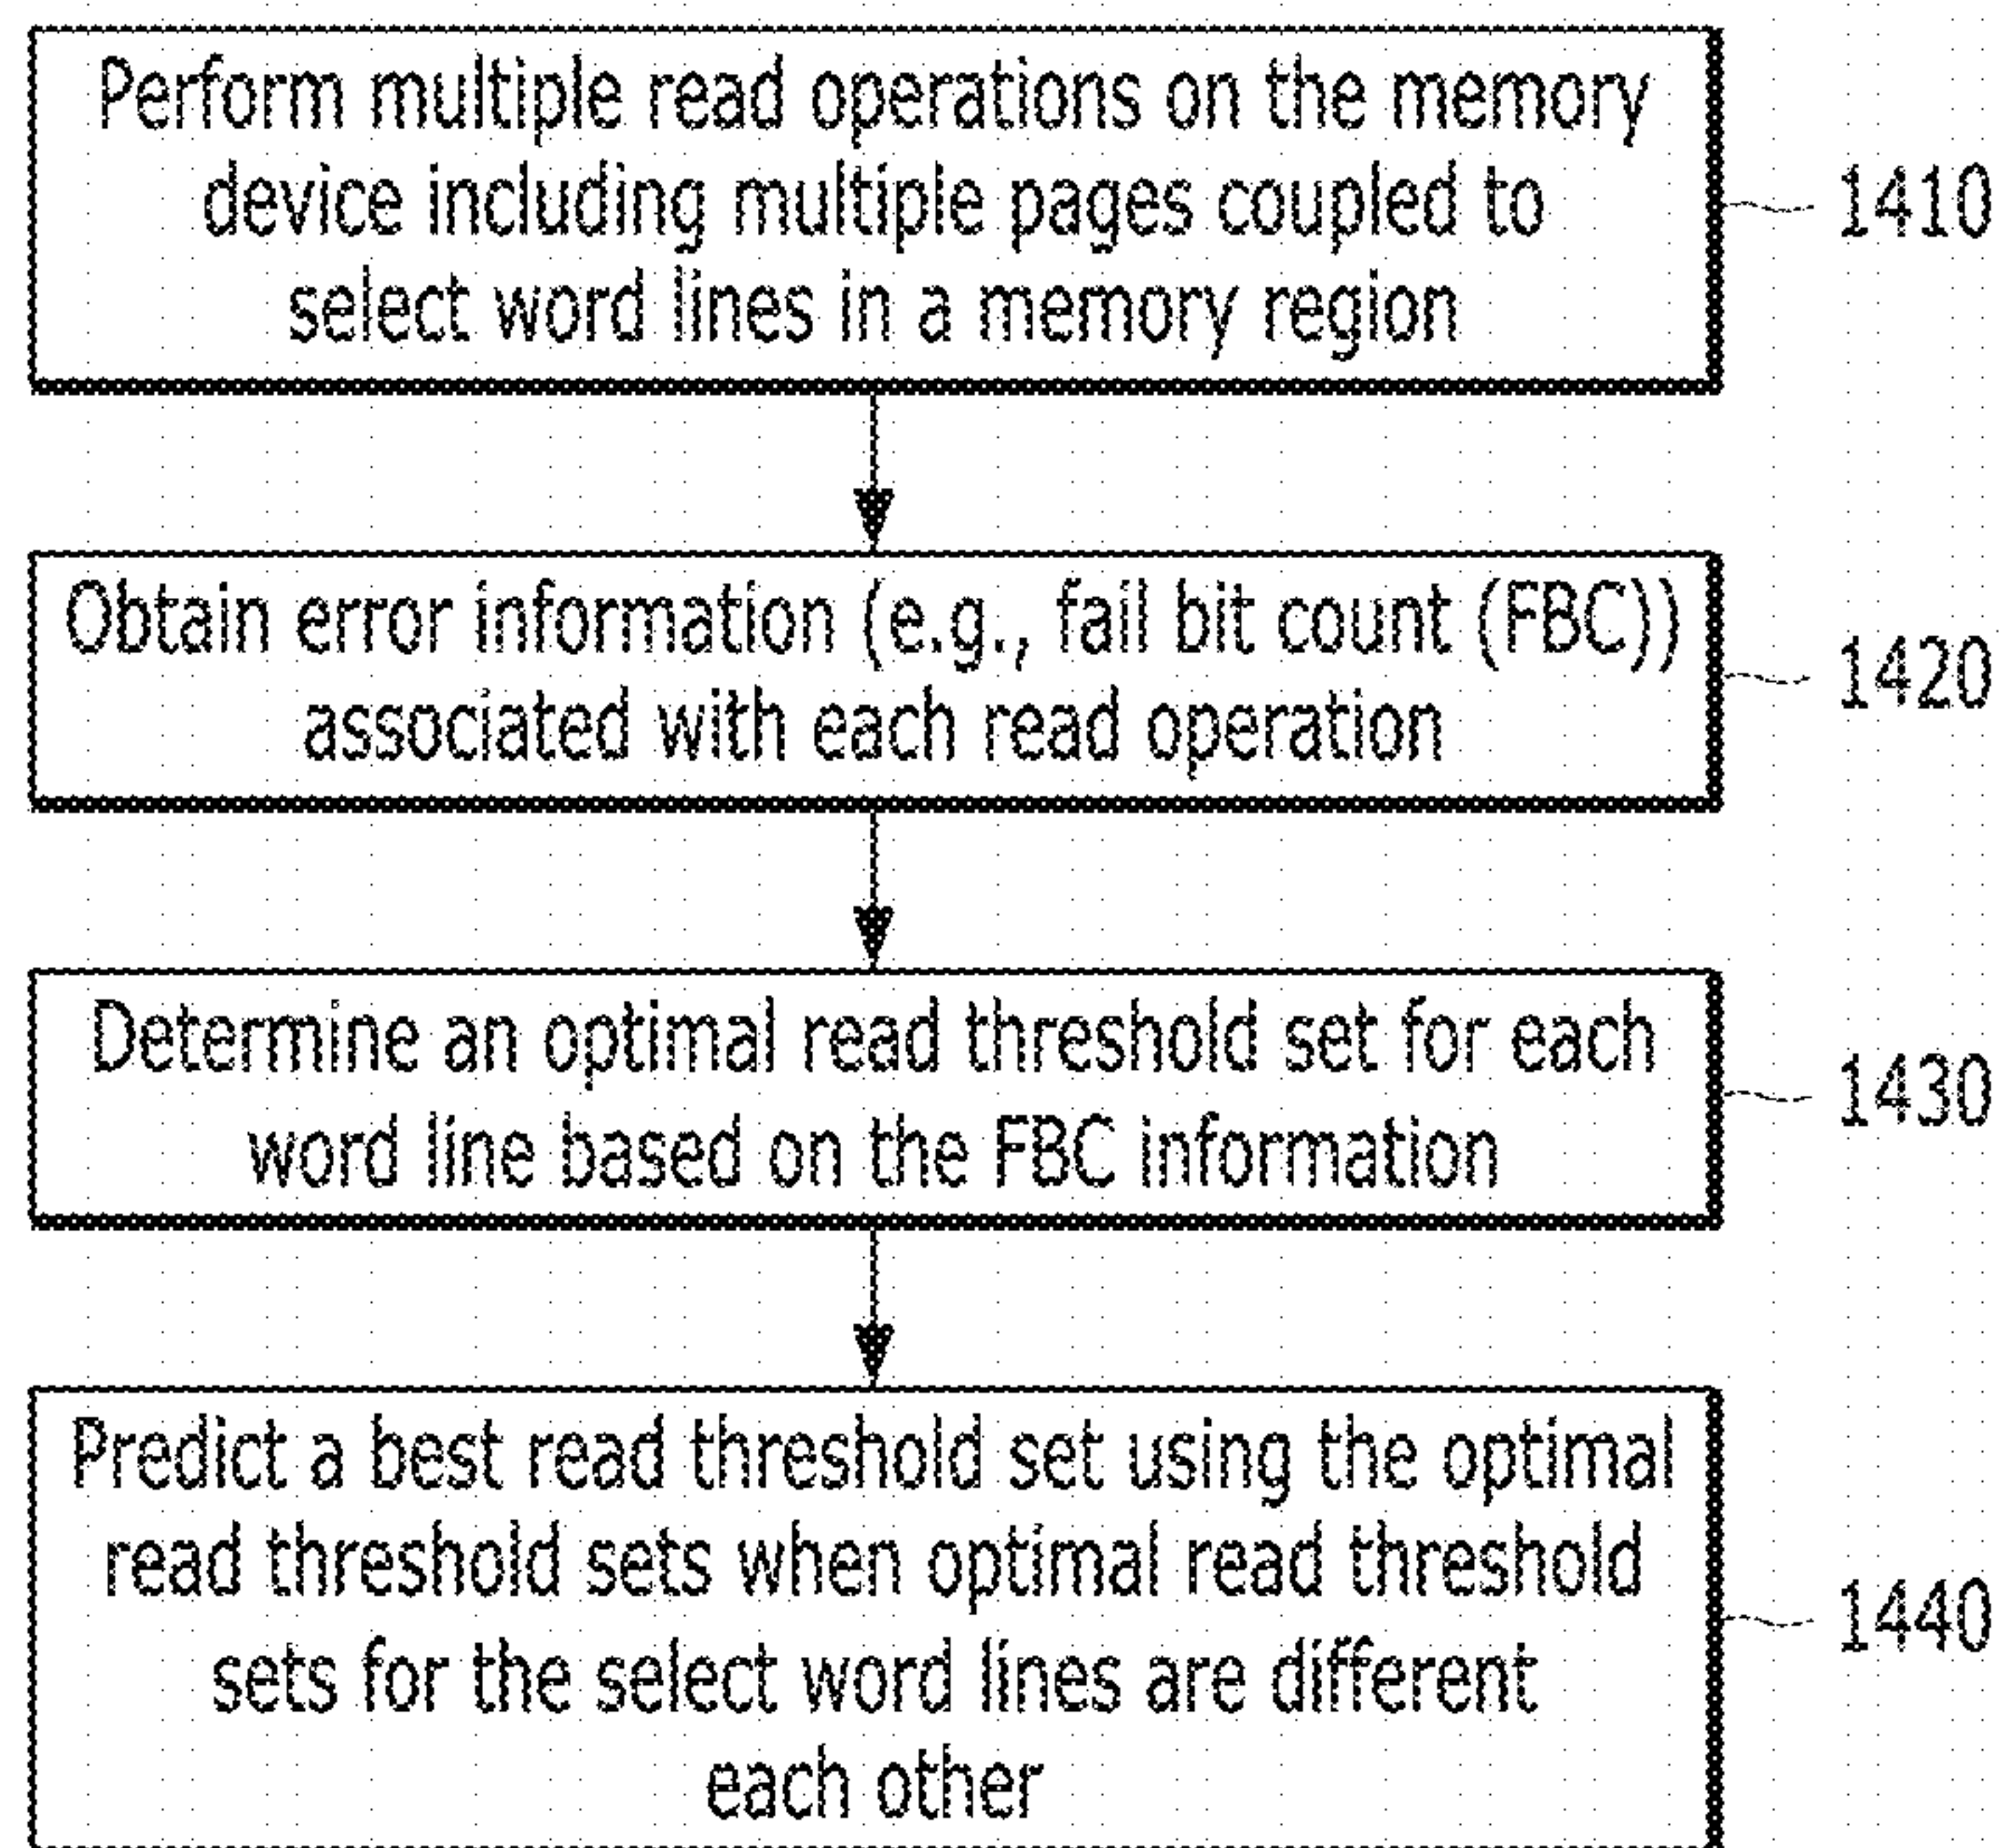 Perform multiple read operations on the memory
device including multiple pages coupled to
select word lines in a memory region
1410
Obtain error information (e.g., fail bit count (FBC))
associated with each read operation
1420
Determine an optimal read threshold set for each
word line based on the FBC information
1430
Predict a best read threshold set using the optimal
read threshold sets when optimal read threshold
sets for the select word lines are different
each other
1440